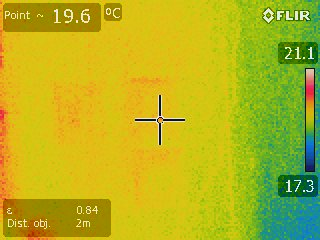 Point ~ 19.6 °C
FLIR
21.1
17.3
ε 0.84
Dist. obj. 2m